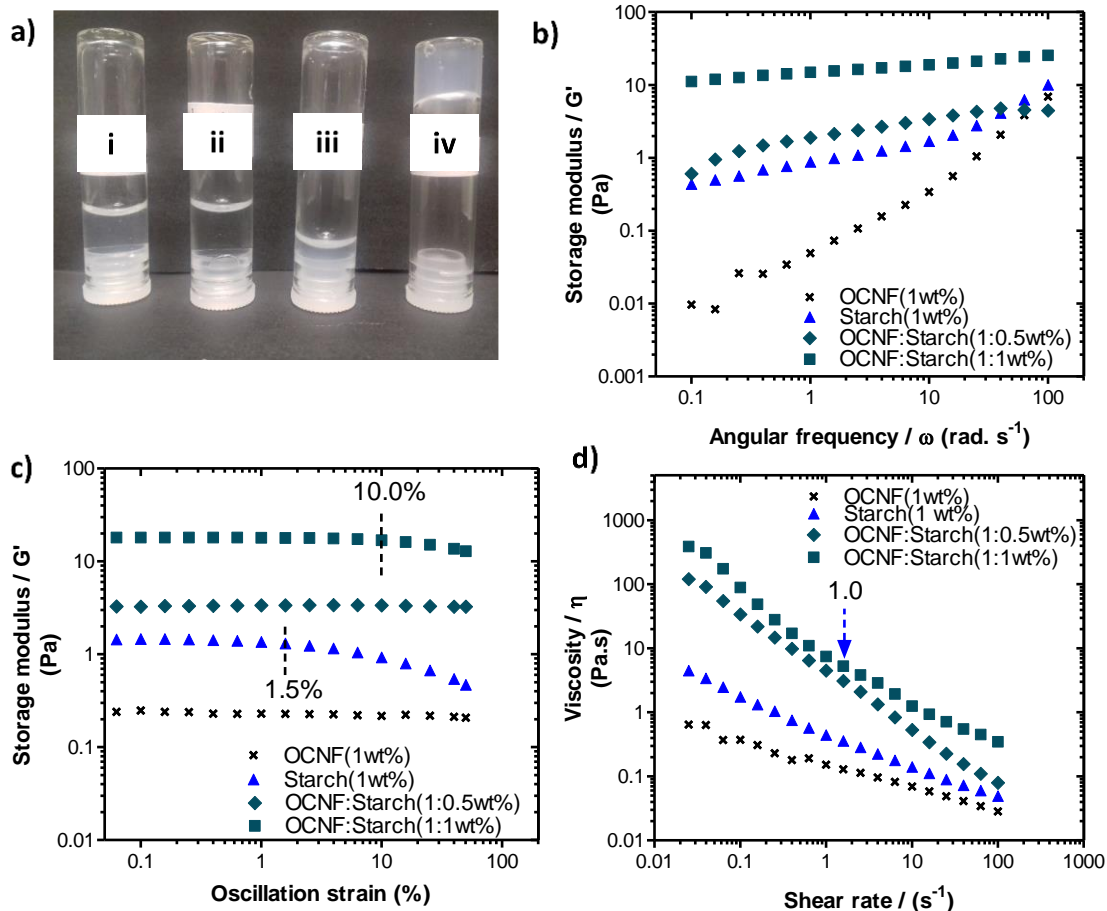 a)
i
ii
iii
iv
b)
Storage modulus / G'
(Pa)
100
10
1
0.1
0.01
0.001
0.1
1
10
100
OCNF(1wt%)
Starch(1wt%)
OCNF:Starch(1:0.5wt%)
OCNF:Starch(1:1wt%)
Angular frequency / ω (rad. s⁻¹)
c)
Storage modulus / G'
(Pa)
100
10
1
0.1
0.01
10.0%
1.5%
OCNF(1wt%)
Starch(1wt%)
OCNF:Starch(1:0.5wt%)
OCNF:Starch(1:1wt%)
0.1
1
10
100
Oscillation strain (%)
d)
Viscosity / η
(Pa.s)
1000
100
10
1
0.1
0.01
OCNF(1wt%)
Starch(1 wt%)
OCNF:Starch(1:0.5wt%)
OCNF:Starch(1:1wt%)
1.0
0.01
0.1
1
10
100
1000
Shear rate / (s⁻¹)